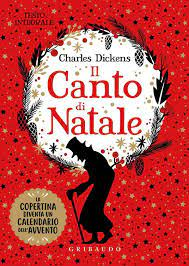 TESTO
INTEGRALE
Charles Dickens
Il
Canto
di
Natale
LA
COPERTINA
DIVENTA UN
CALENDARIO
DELL'AVVENTO
GRIBAUDO